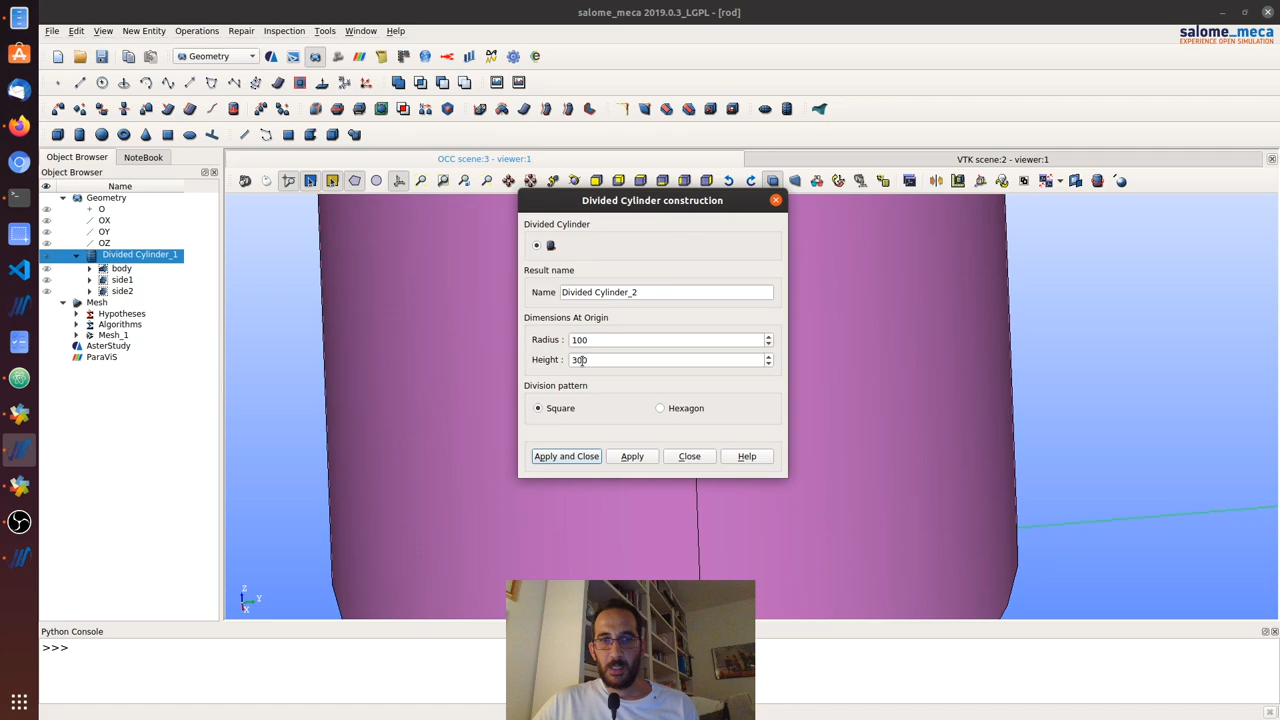 salome_meca 2019.0.3_LGPL - [rod]
File Edit View New Entity Operations Repair Inspection Tools Window Help
salome_meca
EXPERIENCE OPEN SIMULATION
Geometry
Object Browser NoteBook
OCC scene:3 - viewer:1
VTK scene:2 - viewer:1
Object Browser
Name
Geometry
O
OX
OY
OZ
Divided Cylinder_1
body
side1
side2
Mesh
Hypotheses
Algorithms
Mesh_1
AsterStudy
ParaViS
Divided Cylinder construction
Divided Cylinder
Result name
Name Divided Cylinder_2
Dimensions At Origin
Radius : 100
Height : 300
Division pattern
Square Hexagon
Apply and Close Apply Close Help
Z
Y
X
Python Console
>>>